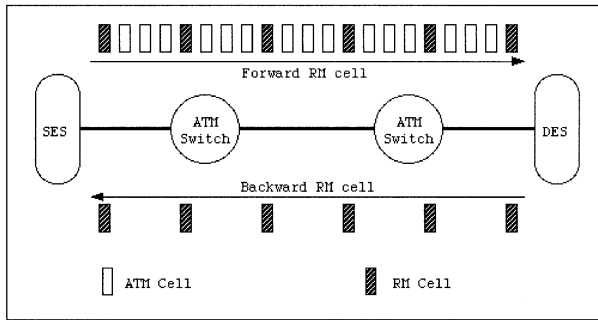 Forward RM cell
SES
ATM
Switch
ATM
Switch
DES
Backward RM cell
ATM Cell
RM Cell